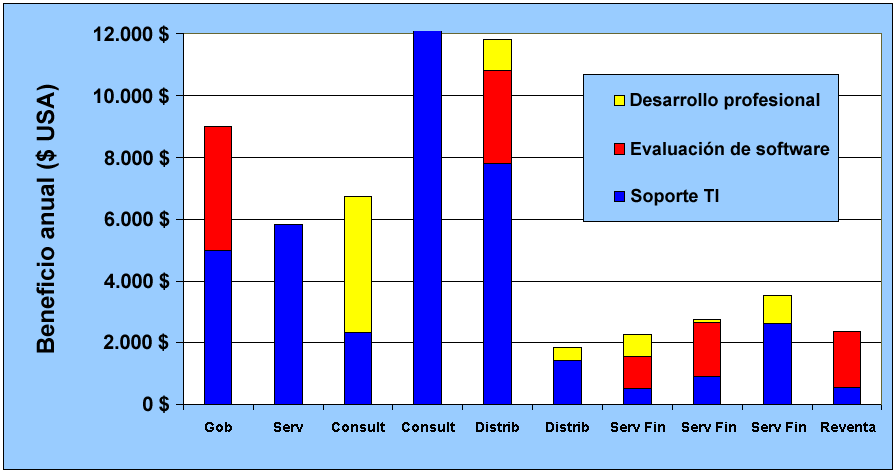 Beneficio anual ($ USA)
12.000 $
10.000 $
8.000 $
6.000 $
4.000 $
2.000 $
0 $
Desarrollo profesional
Evaluación de software
Soporte TI
Gob Serv Consult Consult Distrib Distrib Serv Fin Serv Fin Serv Fin Reventa